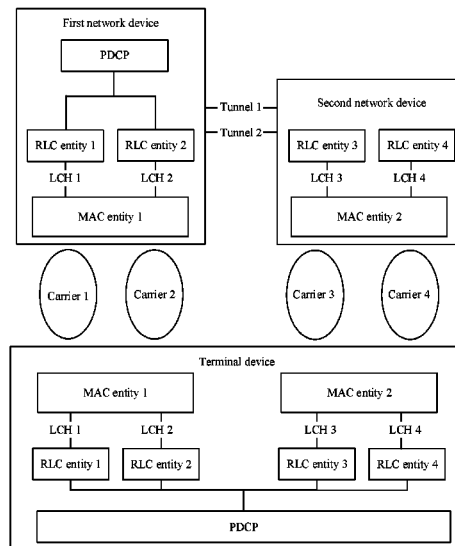 First network device
PDCP
Tunnel 1
Second network device
Tunnel 2
RLC entity 1 RLC entity 2 RLC entity 3 RLC entity 4
LCH 1 LCH 2 LCH 3 LCH 4
MAC entity 1 MAC entity 2
Carrier 1 Carrier 2 Carrier 3 Carrier 4
Terminal device
MAC entity 1 MAC entity 2
LCH 1 LCH 2 LCH 3 LCH 4
RLC entity 1 RLC entity 2 RLC entity 3 RLC entity 4
PDCP